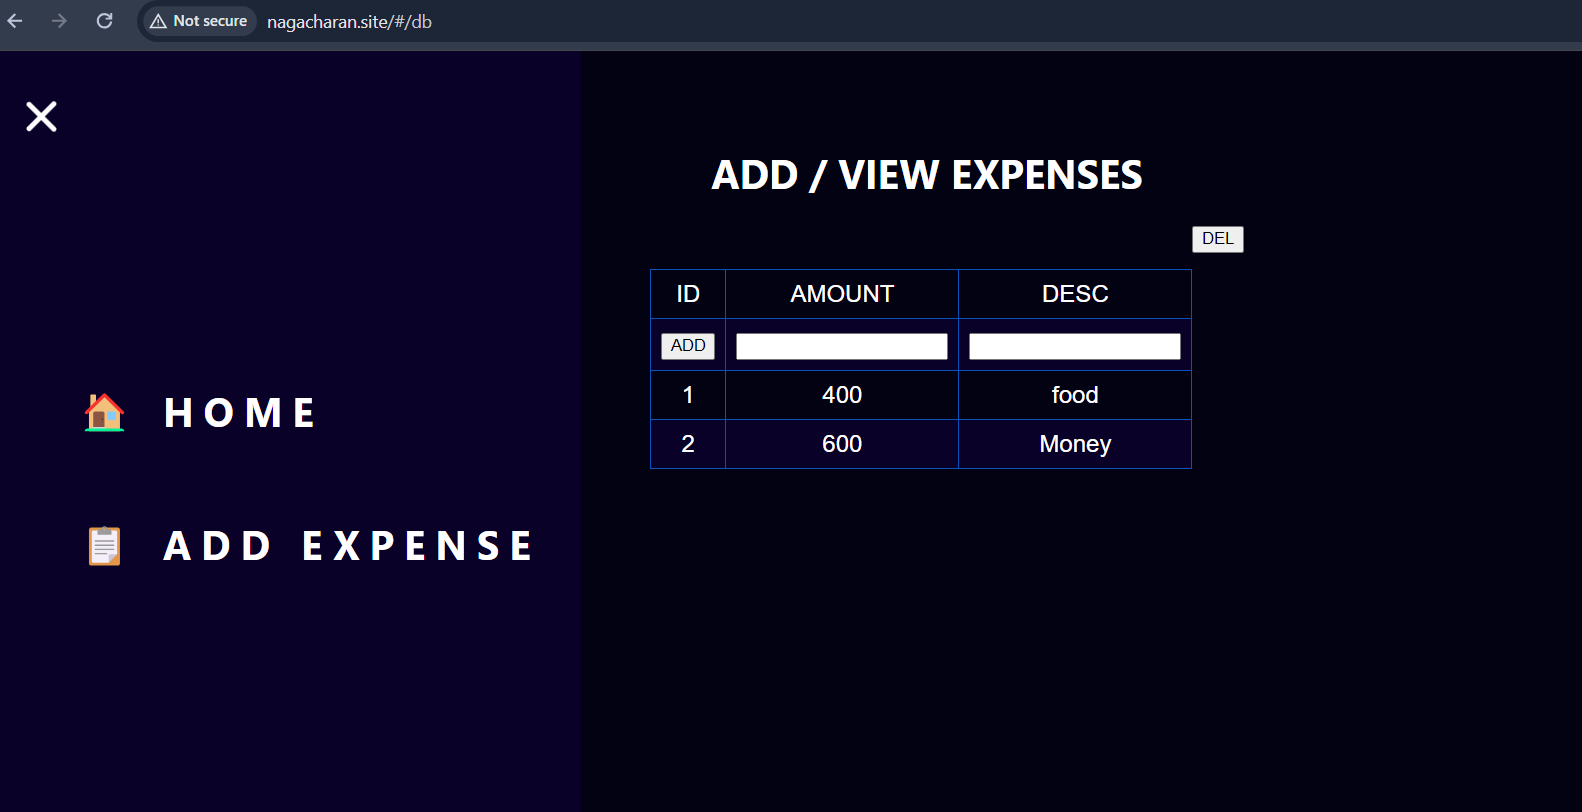 Not secure nagacharan.site/#/db
ADD / VIEW EXPENSES
DEL
ID AMOUNT DESC
ADD
1 400 food
2 600 Money
HOME
ADD EXPENSE